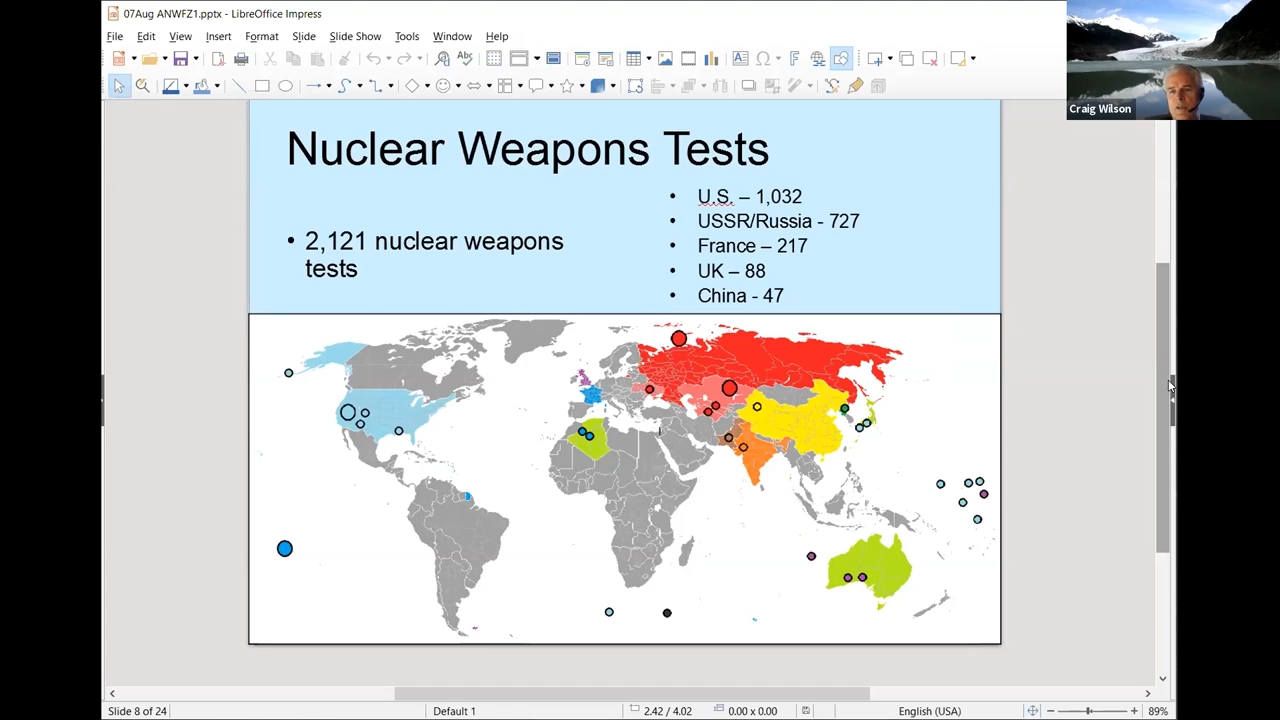 07Aug ANWFZ1.pptx - LibreOffice Impress
File Edit View Insert Format Slide Slide Show Tools Window Help
Craig Wilson
Nuclear Weapons Tests
• 2,121 nuclear weapons
tests
• U.S. – 1,032
• USSR/Russia - 727
• France – 217
• UK – 88
• China - 47
Slide 8 of 24 Default 1 2.42 / 4.02 0.00 x 0.00 English (USA) 89%